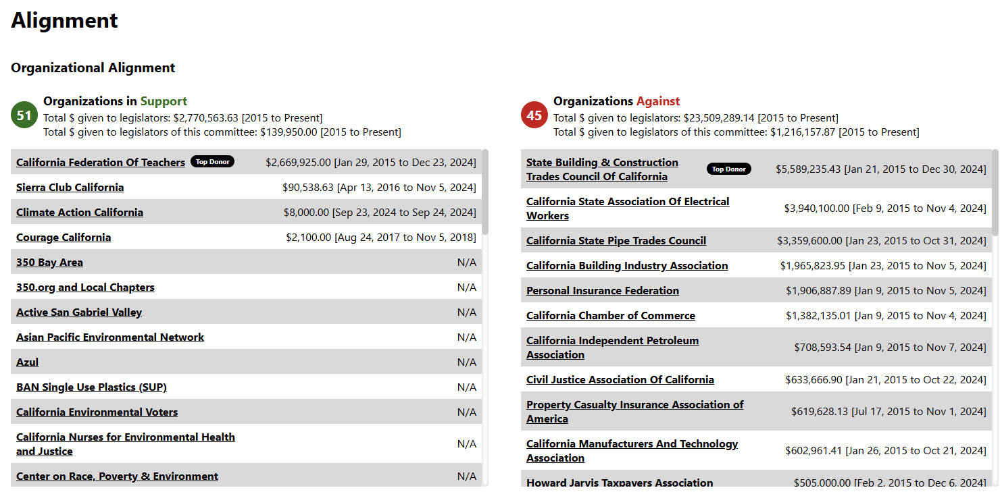 Alignment
Organizational Alignment
51
Organizations in Support
Total $ given to legislators: $2,770,563.63 [2015 to Present]
Total $ given to legislators of this committee: $139,950.00 [2015 to Present]
California Federation Of Teachers Top Donor $2,669,925.00 [Jan 29, 2015 to Dec 23, 2024]
Sierra Club California $90,538.63 [Apr 13, 2016 to Nov 5, 2024]
Climate Action California $8,000.00 [Sep 23, 2024 to Sep 24, 2024]
Courage California $2,100.00 [Aug 24, 2017 to Nov 5, 2018]
350 Bay Area N/A
350.org and Local Chapters N/A
Active San Gabriel Valley N/A
Asian Pacific Environmental Network N/A
Azul N/A
BAN Single Use Plastics (SUP) N/A
California Environmental Voters N/A
California Nurses for Environmental Health
and Justice N/A
Center on Race, Poverty & Environment N/A
45
Organizations Against
Total $ given to legislators: $23,509,289.14 [2015 to Present]
Total $ given to legislators of this committee: $1,216,157.87 [2015 to Present]
State Building & Construction
Trades Council Of California Top Donor $5,589,235.43 [Jan 21, 2015 to Dec 30, 2024]
California State Association Of Electrical
Workers $3,940,100.00 [Feb 9, 2015 to Nov 4, 2024]
California State Pipe Trades Council $3,359,600.00 [Jan 23, 2015 to Oct 31, 2024]
California Building Industry Association $1,965,823.95 [Jan 23, 2015 to Nov 5, 2024]
Personal Insurance Federation $1,906,887.89 [Jan 9, 2015 to Nov 5, 2024]
California Chamber of Commerce $1,382,135.01 [Jan 9, 2015 to Nov 4, 2024]
California Independent Petroleum
Association $708,593.54 [Jan 9, 2015 to Nov 7, 2024]
Civil Justice Association Of California $633,666.90 [Jan 21, 2015 to Oct 22, 2024]
Property Casualty Insurance Association of
America $619,628.13 [Jul 17, 2015 to Nov 1, 2024]
California Manufacturers And Technology
Association $602,961.41 [Jan 26, 2015 to Oct 21, 2024]
Howard Jarvis Taxpayers Association $505,000.00 [Feb 2, 2015 to Dec 6, 2024]